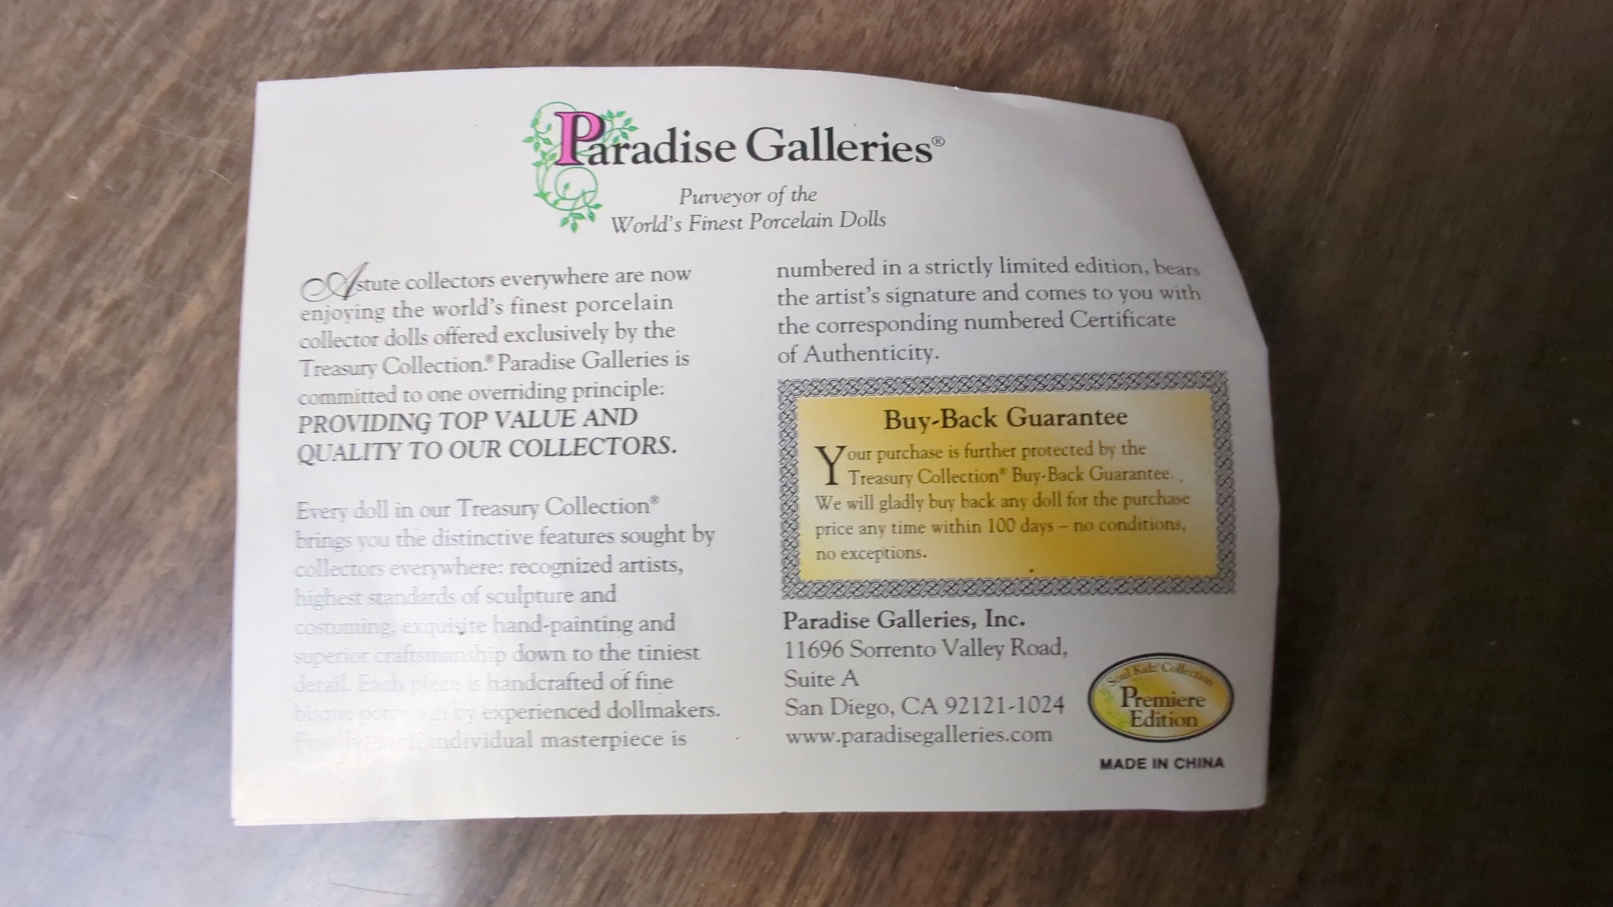 Paradise Galleries®
Purveyor of the
World's Finest Porcelain Dolls
Astute collectors everywhere are now
enjoying the world's finest porcelain
collector dolls offered exclusively by the
Treasury Collection.® Paradise Galleries is
committed to one overriding principle:
PROVIDING TOP VALUE AND
QUALITY TO OUR COLLECTORS.
Every doll in our Treasury Collection®
brings you the distinctive features sought by
collectors everywhere: recognized artists,
highest standards of sculpture and
costuming, exquisite hand-painting and
superior craftsmanship down to the tiniest
detail. Each piece is handcrafted of fine
bisque porcelain by experienced dollmakers.
individual masterpiece is
numbered in a strictly limited edition, bears
the artist's signature and comes to you with
the corresponding numbered Certificate
of Authenticity.
Buy-Back Guarantee
Your purchase is further protected by the
Treasury Collection® Buy-Back Guarantee.
We will gladly buy back any doll for the purchase
price any time within 100 days – no conditions,
no exceptions.
Paradise Galleries, Inc.
11696 Sorrento Valley Road,
Suite A
San Diego, CA 92121-1024
www.paradisegalleries.com
Collection
Premiere
Edition
MADE IN CHINA